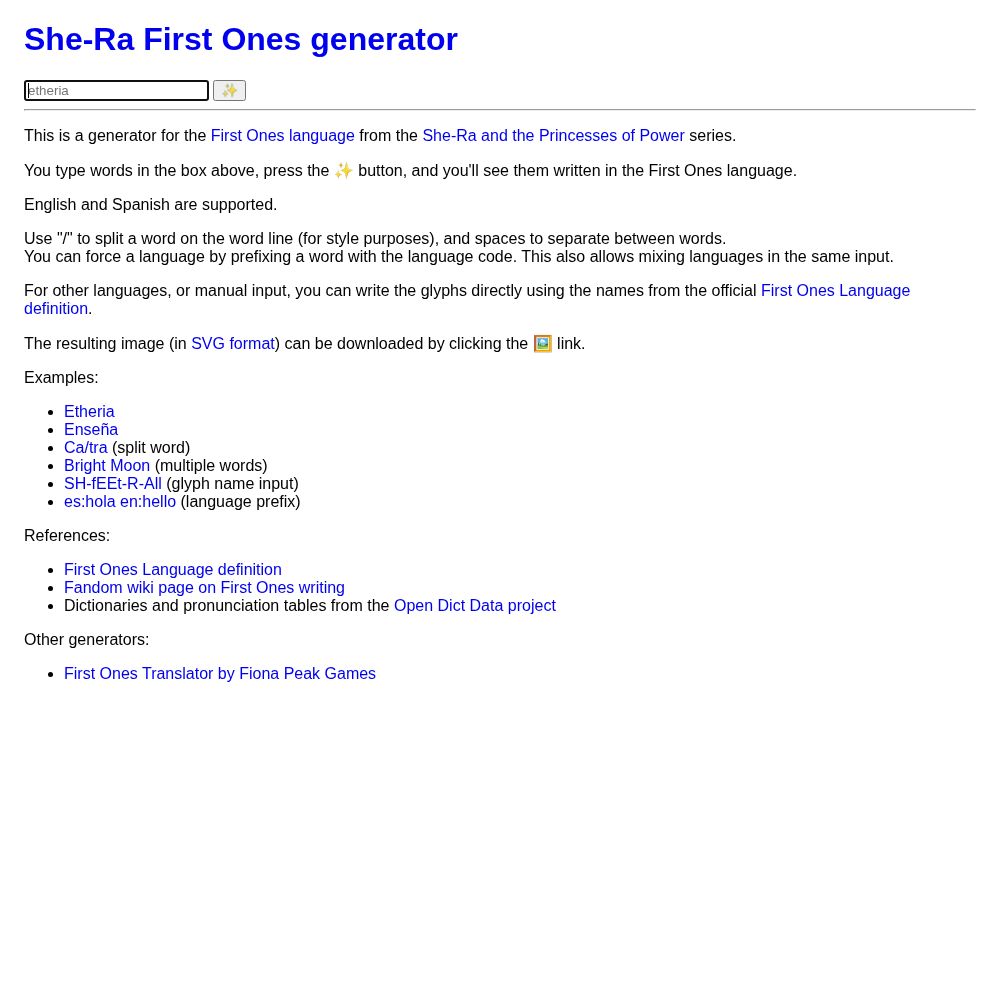 She-Ra First Ones generator
etheria ✨
This is a generator for the First Ones language from the She-Ra and the Princesses of Power series.
You type words in the box above, press the ✨ button, and you'll see them written in the First Ones language.
English and Spanish are supported.
Use "/" to split a word on the word line (for style purposes), and spaces to separate between words.
You can force a language by prefixing a word with the language code. This also allows mixing languages in the same input.
For other languages, or manual input, you can write the glyphs directly using the names from the official First Ones Language
definition.
The resulting image (in SVG format) can be downloaded by clicking the 🖼️ link.
Examples:
• Etheria
• Enseña
• Ca/tra (split word)
• Bright Moon (multiple words)
• SH-fEEt-R-All (glyph name input)
• es:hola en:hello (language prefix)
References:
• First Ones Language definition
• Fandom wiki page on First Ones writing
• Dictionaries and pronunciation tables from the Open Dict Data project
Other generators:
• First Ones Translator by Fiona Peak Games